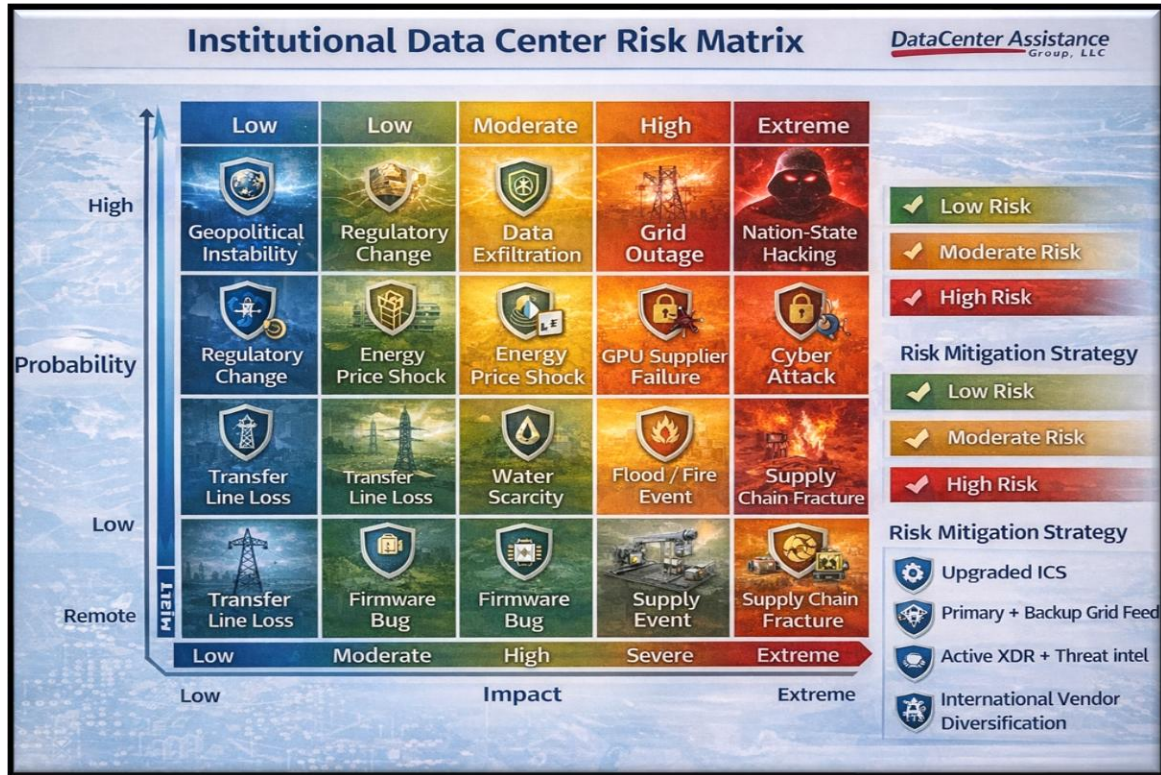 Institutional Data Center Risk Matrix
DataCenter Assistance
Group, LLC
Low
Low
Moderate
High
Extreme
High
Geopolitical
Instability
Regulatory
Change
Data
Exfiltration
Grid
Outage
Nation-State
Hacking
Probability
Regulatory
Change
Energy
Price Shock
Energy
Price Shock
GPU Supplier
Failure
Cyber
Attack
Transfer
Line Loss
Transfer
Line Loss
Water
Scarcity
Flood / Fire
Event
Supply
Chain Fracture
Low
Remote
Transfer
Line Loss
Firmware
Bug
Firmware
Bug
Supply
Event
Supply Chain
Fracture
Low
Moderate
High
Severe
Extreme
Low
Impact
Extreme
Low Risk
Moderate Risk
High Risk
Risk Mitigation Strategy
Low Risk
Moderate Risk
High Risk
Risk Mitigation Strategy
Upgraded ICS
Primary + Backup Grid Feed
Active XDR + Threat intel
International Vendor
Diversification